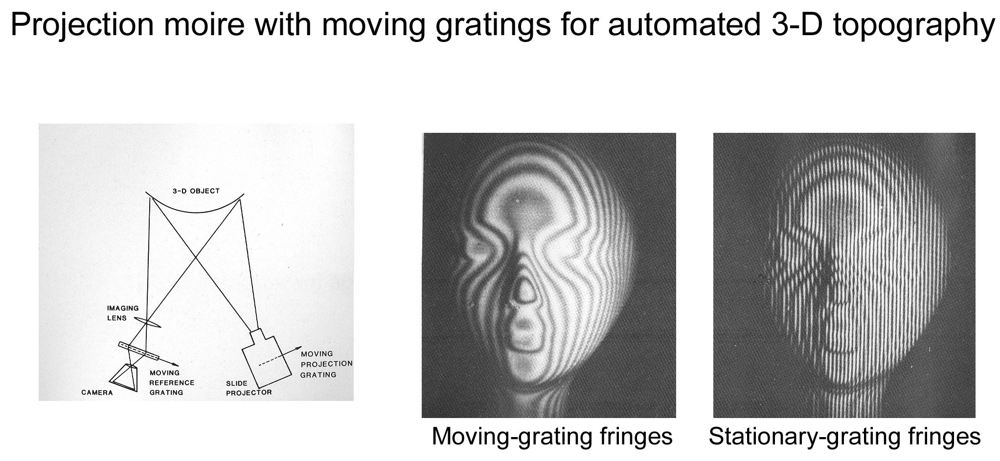 Projection moire with moving gratings for automated 3-D topography
3-D OBJECT
IMAGING
LENS
MOVING
REFERENCE
GRATING
CAMERA
SLIDE
PROJECTOR
MOVING
PROJECTION
GRATING
Moving-grating fringes
Stationary-grating fringes